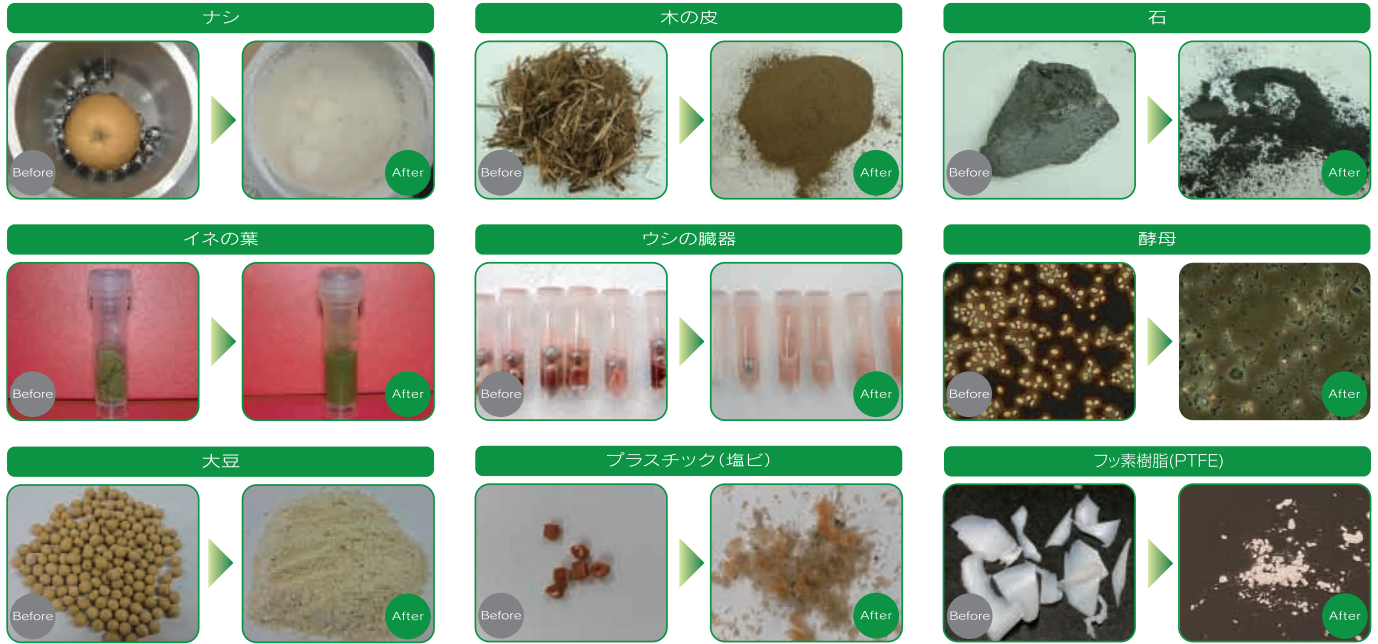 ナシ
木の皮
石
Before
After
Before
After
Before
After
イネの葉
ウシの臓器
酵母
Before
After
Before
After
Before
After
大豆
プラスチック(塩ビ)
フッ素樹脂(PTFE)
Before
After
Before
After
Before
After